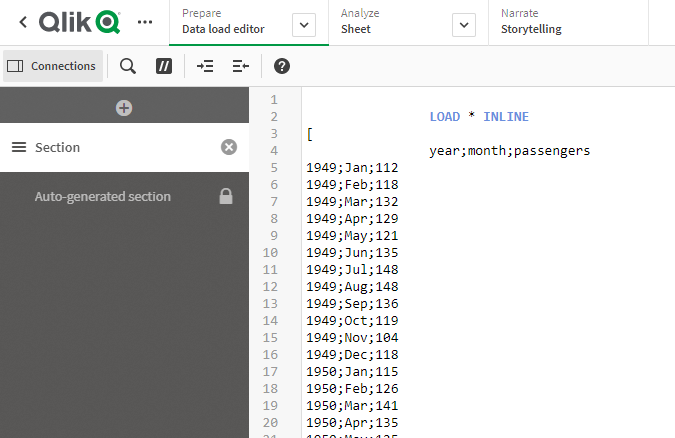 Qlik
Prepare
Data load editor
Analyze
Sheet
Narrate
Storytelling
Connections
//
?
Section
Auto-generated section
1
2 LOAD * INLINE
3 [
4 year;month;passengers
5 1949;Jan;112
6 1949;Feb;118
7 1949;Mar;132
8 1949;Apr;129
9 1949;May;121
10 1949;Jun;135
11 1949;Jul;148
12 1949;Aug;148
13 1949;Sep;136
14 1949;Oct;119
15 1949;Nov;104
16 1949;Dec;118
17 1950;Jan;115
18 1950;Feb;126
19 1950;Mar;141
20 1950;Apr;135
21 1950;May;125